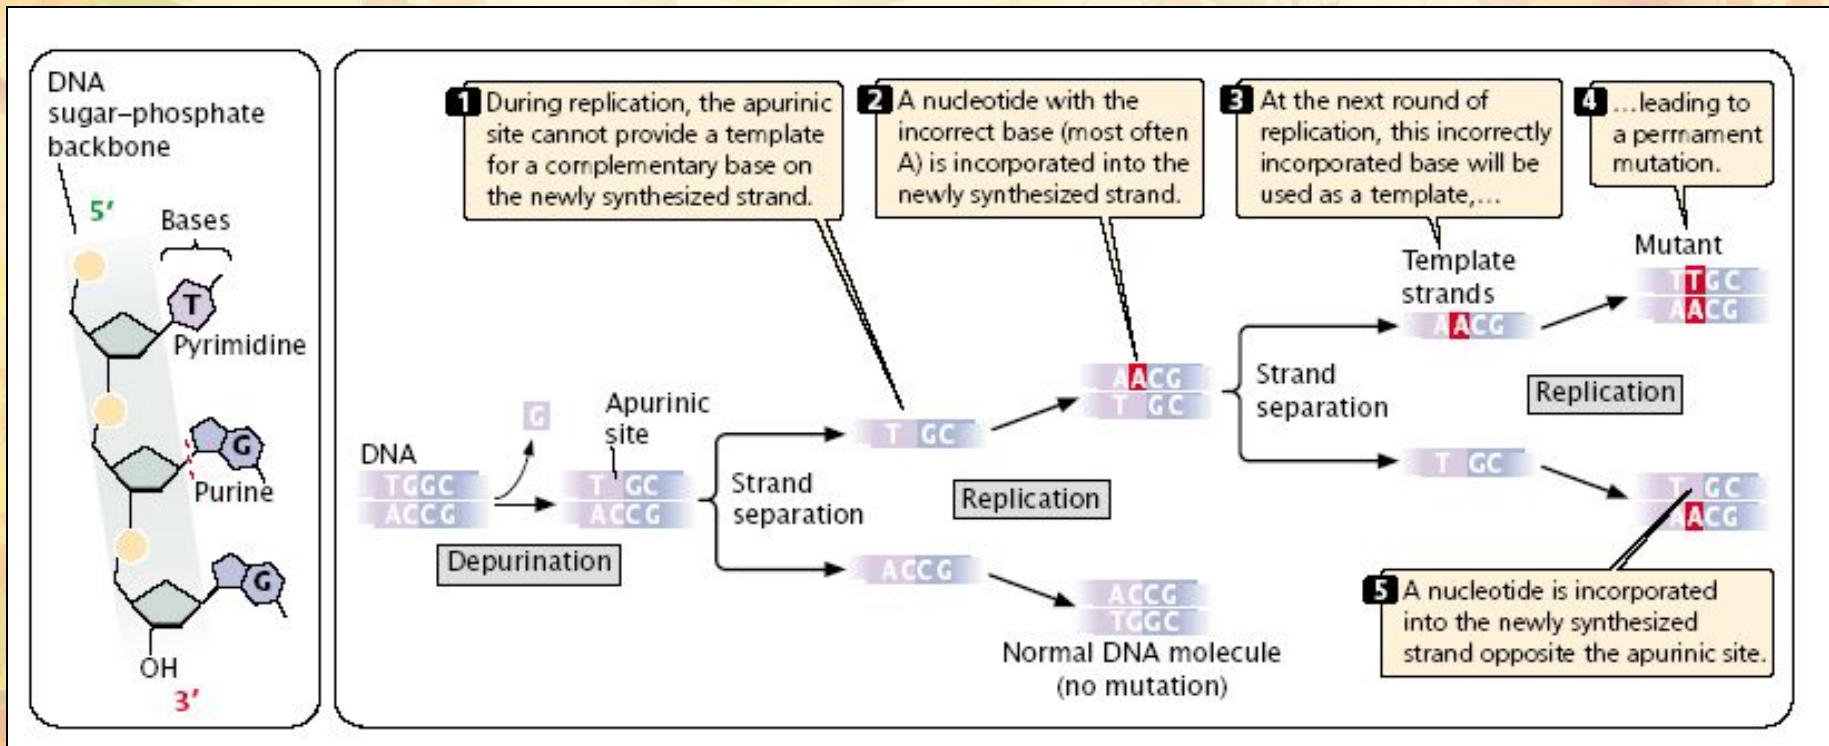 DNA
sugar–phosphate
backbone
5′
Bases
T
Pyrimidine
G
Purine
G
OH
3′
1 During replication, the apurinic
site cannot provide a template
for a complementary base on
the newly synthesized strand.
2 A nucleotide with the
incorrect base (most often
A) is incorporated into the
newly synthesized strand.
3 At the next round of
replication, this incorrectly
incorporated base will be
used as a template,…
4 …leading to
a permament
mutation.
DNA
TGGC
ACCG
G
Depurination
Apurinic
site
T GC
ACCG
Strand
separation
T GC
ACCG
Replication
AACG
T GC
ACCG
TGGC
Normal DNA molecule
(no mutation)
Strand
separation
Template
strands
AACG
T GC
Replication
Mutant
TTGC
AACG
T GC
AACG
5 A nucleotide is incorporated
into the newly synthesized
strand opposite the apurinic site.